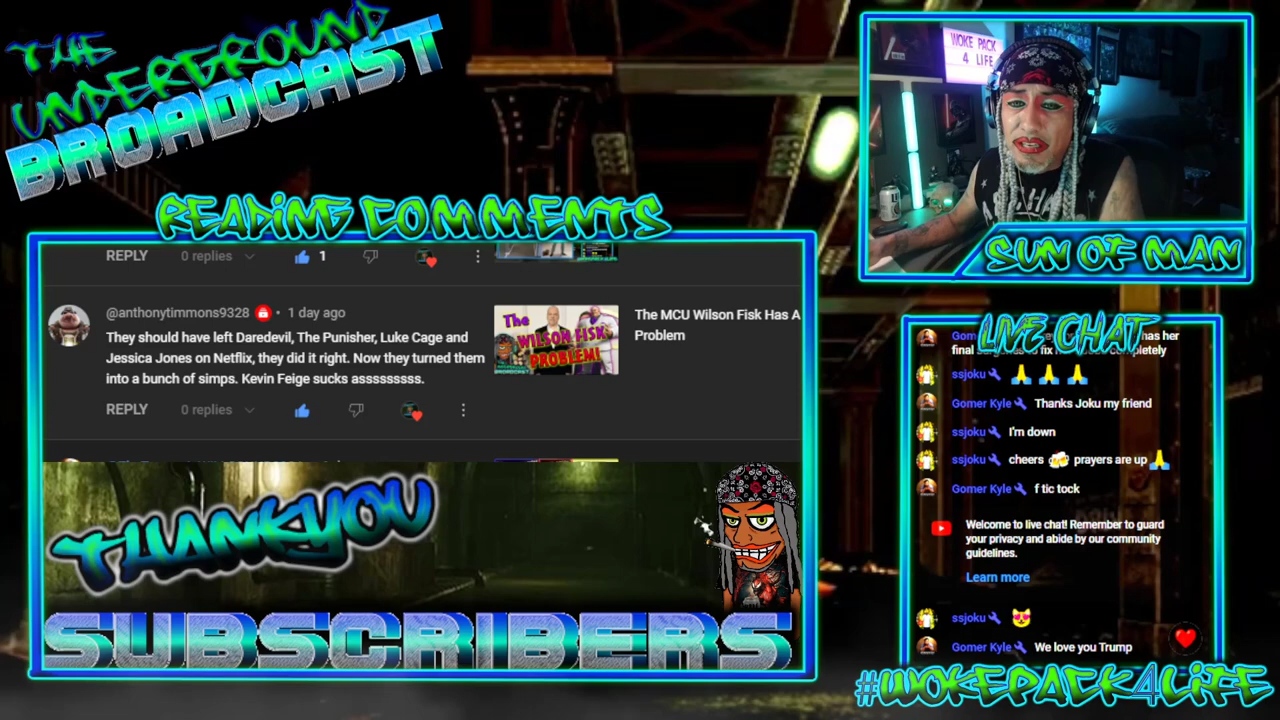 THE
UNDERGROUND
BROADCAST
WOKE PACK
4 LIFE
SUN OF MAN
READING COMMENTS
REPLY 0 replies 1
@anthonytimmons9328 • 1 day ago
They should have left Daredevil, The Punisher, Luke Cage and
Jessica Jones on Netflix, they did it right. Now they turned them
into a bunch of simps. Kevin Feige sucks asssssssss.
REPLY 0 replies
The
WILSON FISK
PROBLEM!
The MCU Wilson Fisk Has A
Problem
THANKYOU
SUBSCRIBERS
LIVE CHAT
has her
final
ssjoku 🙏 🙏 🙏
Gomer Kyle Thanks Joku my friend
ssjoku I'm down
ssjoku cheers 🍻 prayers are up 🙏
Gomer Kyle f tic tock
Welcome to live chat! Remember to guard
your privacy and abide by our community
guidelines.
Learn more
ssjoku 😻
Gomer Kyle We love you Trump
#WOKEPACK4LIFE